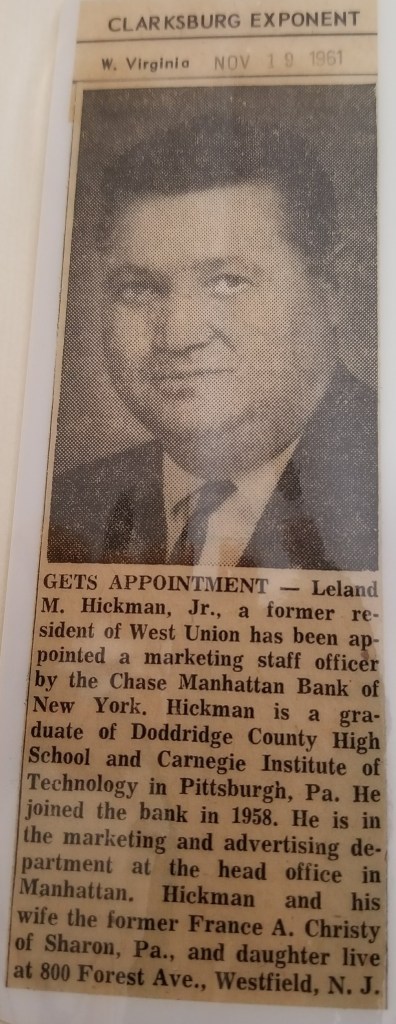 CLARKSBURG EXPONENT
W. Virginia NOV 19 1961
GETS APPOINTMENT — Leland
M. Hickman, Jr., a former re-
sident of West Union has been ap-
pointed a marketing staff officer
by the Chase Manhattan Bank of
New York. Hickman is a gra-
duate of Doddridge County High
School and Carnegie Institute of
Technology in Pittsburgh, Pa. He
joined the bank in 1958. He is in
the marketing and advertising de-
partment at the head office in
Manhattan. Hickman and his
wife the former France A. Christy
of Sharon, Pa., and daughter live
at 800 Forest Ave., Westfield, N. J.